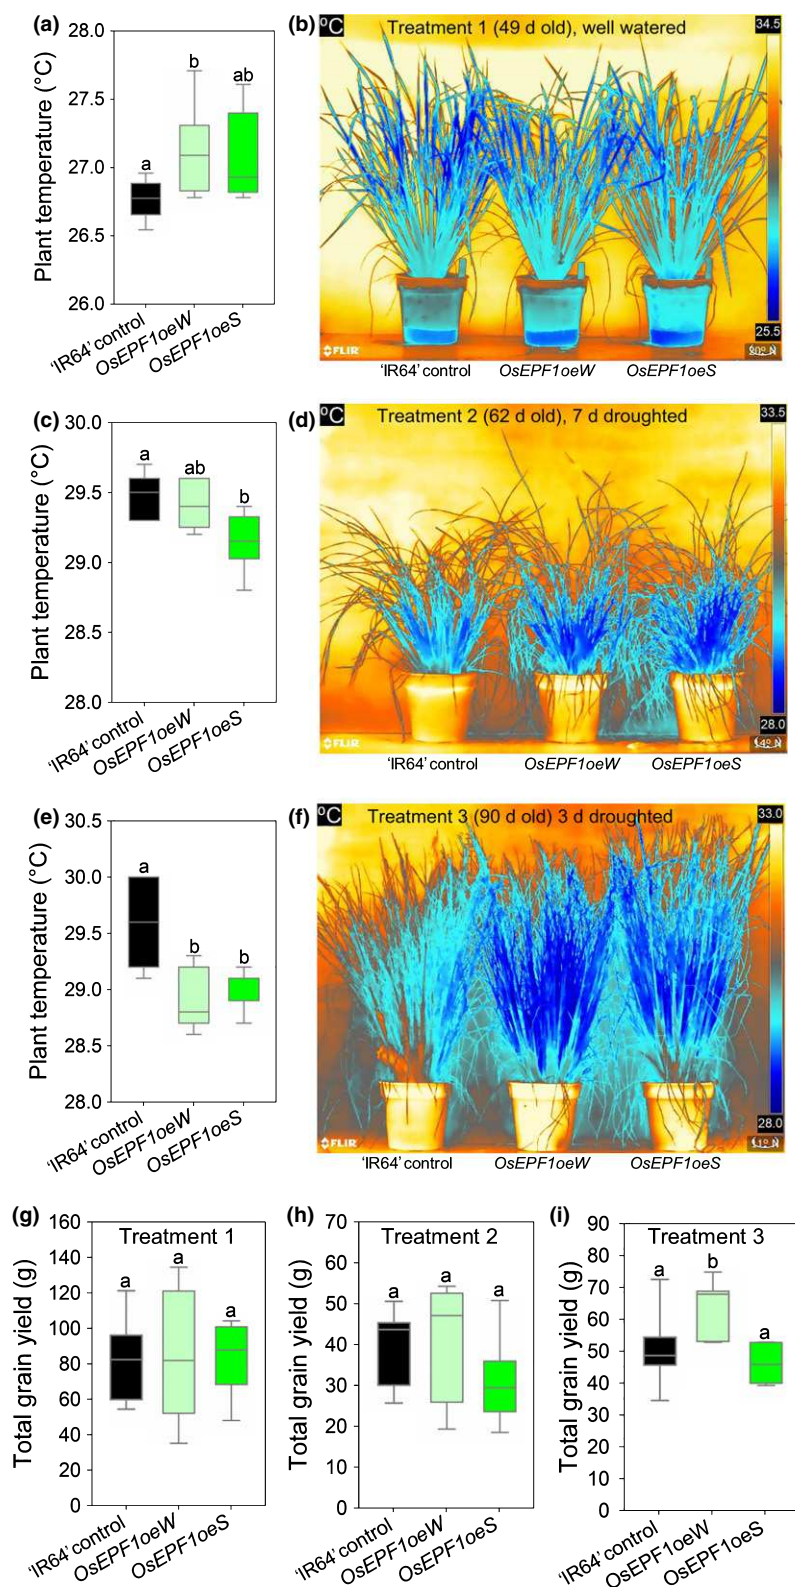 (a)
Plant temperature (°C)
28.0
27.5
27.0
26.5
26.0
a
b
ab
'IR64' control
OsEPF1oeW
OsEPF1oeS
(b)
ºC
Treatment 1 (49 d old), well watered
34.5
25.5
FLIR
'IR64' control
OsEPF1oeW
OsEPF1oeS
(c)
Plant temperature (°C)
30.0
29.5
29.0
28.5
28.0
a
ab
b
'IR64' control
OsEPF1oeW
OsEPF1oeS
(d)
ºC
Treatment 2 (62 d old), 7 d droughted
33.5
28.0
FLIR
'IR64' control
OsEPF1oeW
OsEPF1oeS
(e)
Plant temperature (°C)
30.5
30.0
29.5
29.0
28.5
28.0
a
b
b
'IR64' control
OsEPF1oeW
OsEPF1oeS
(f)
ºC
Treatment 3 (90 d old) 3 d droughted
33.0
28.0
FLIR
'IR64' control
OsEPF1oeW
OsEPF1oeS
(g)
Total grain yield (g)
Treatment 1
160
140
120
100
80
60
40
20
0
a
a
a
'IR64' control
OsEPF1oeW
OsEPF1oeS
(h)
Total grain yield (g)
Treatment 2
70
60
50
40
30
20
10
0
a
a
a
'IR64' control
OsEPF1oeW
OsEPF1oeS
(i)
Total grain yield (g)
Treatment 3
90
80
70
60
50
40
30
20
10
0
a
b
a
'IR64' control
OsEPF1oeW
OsEPF1oeS